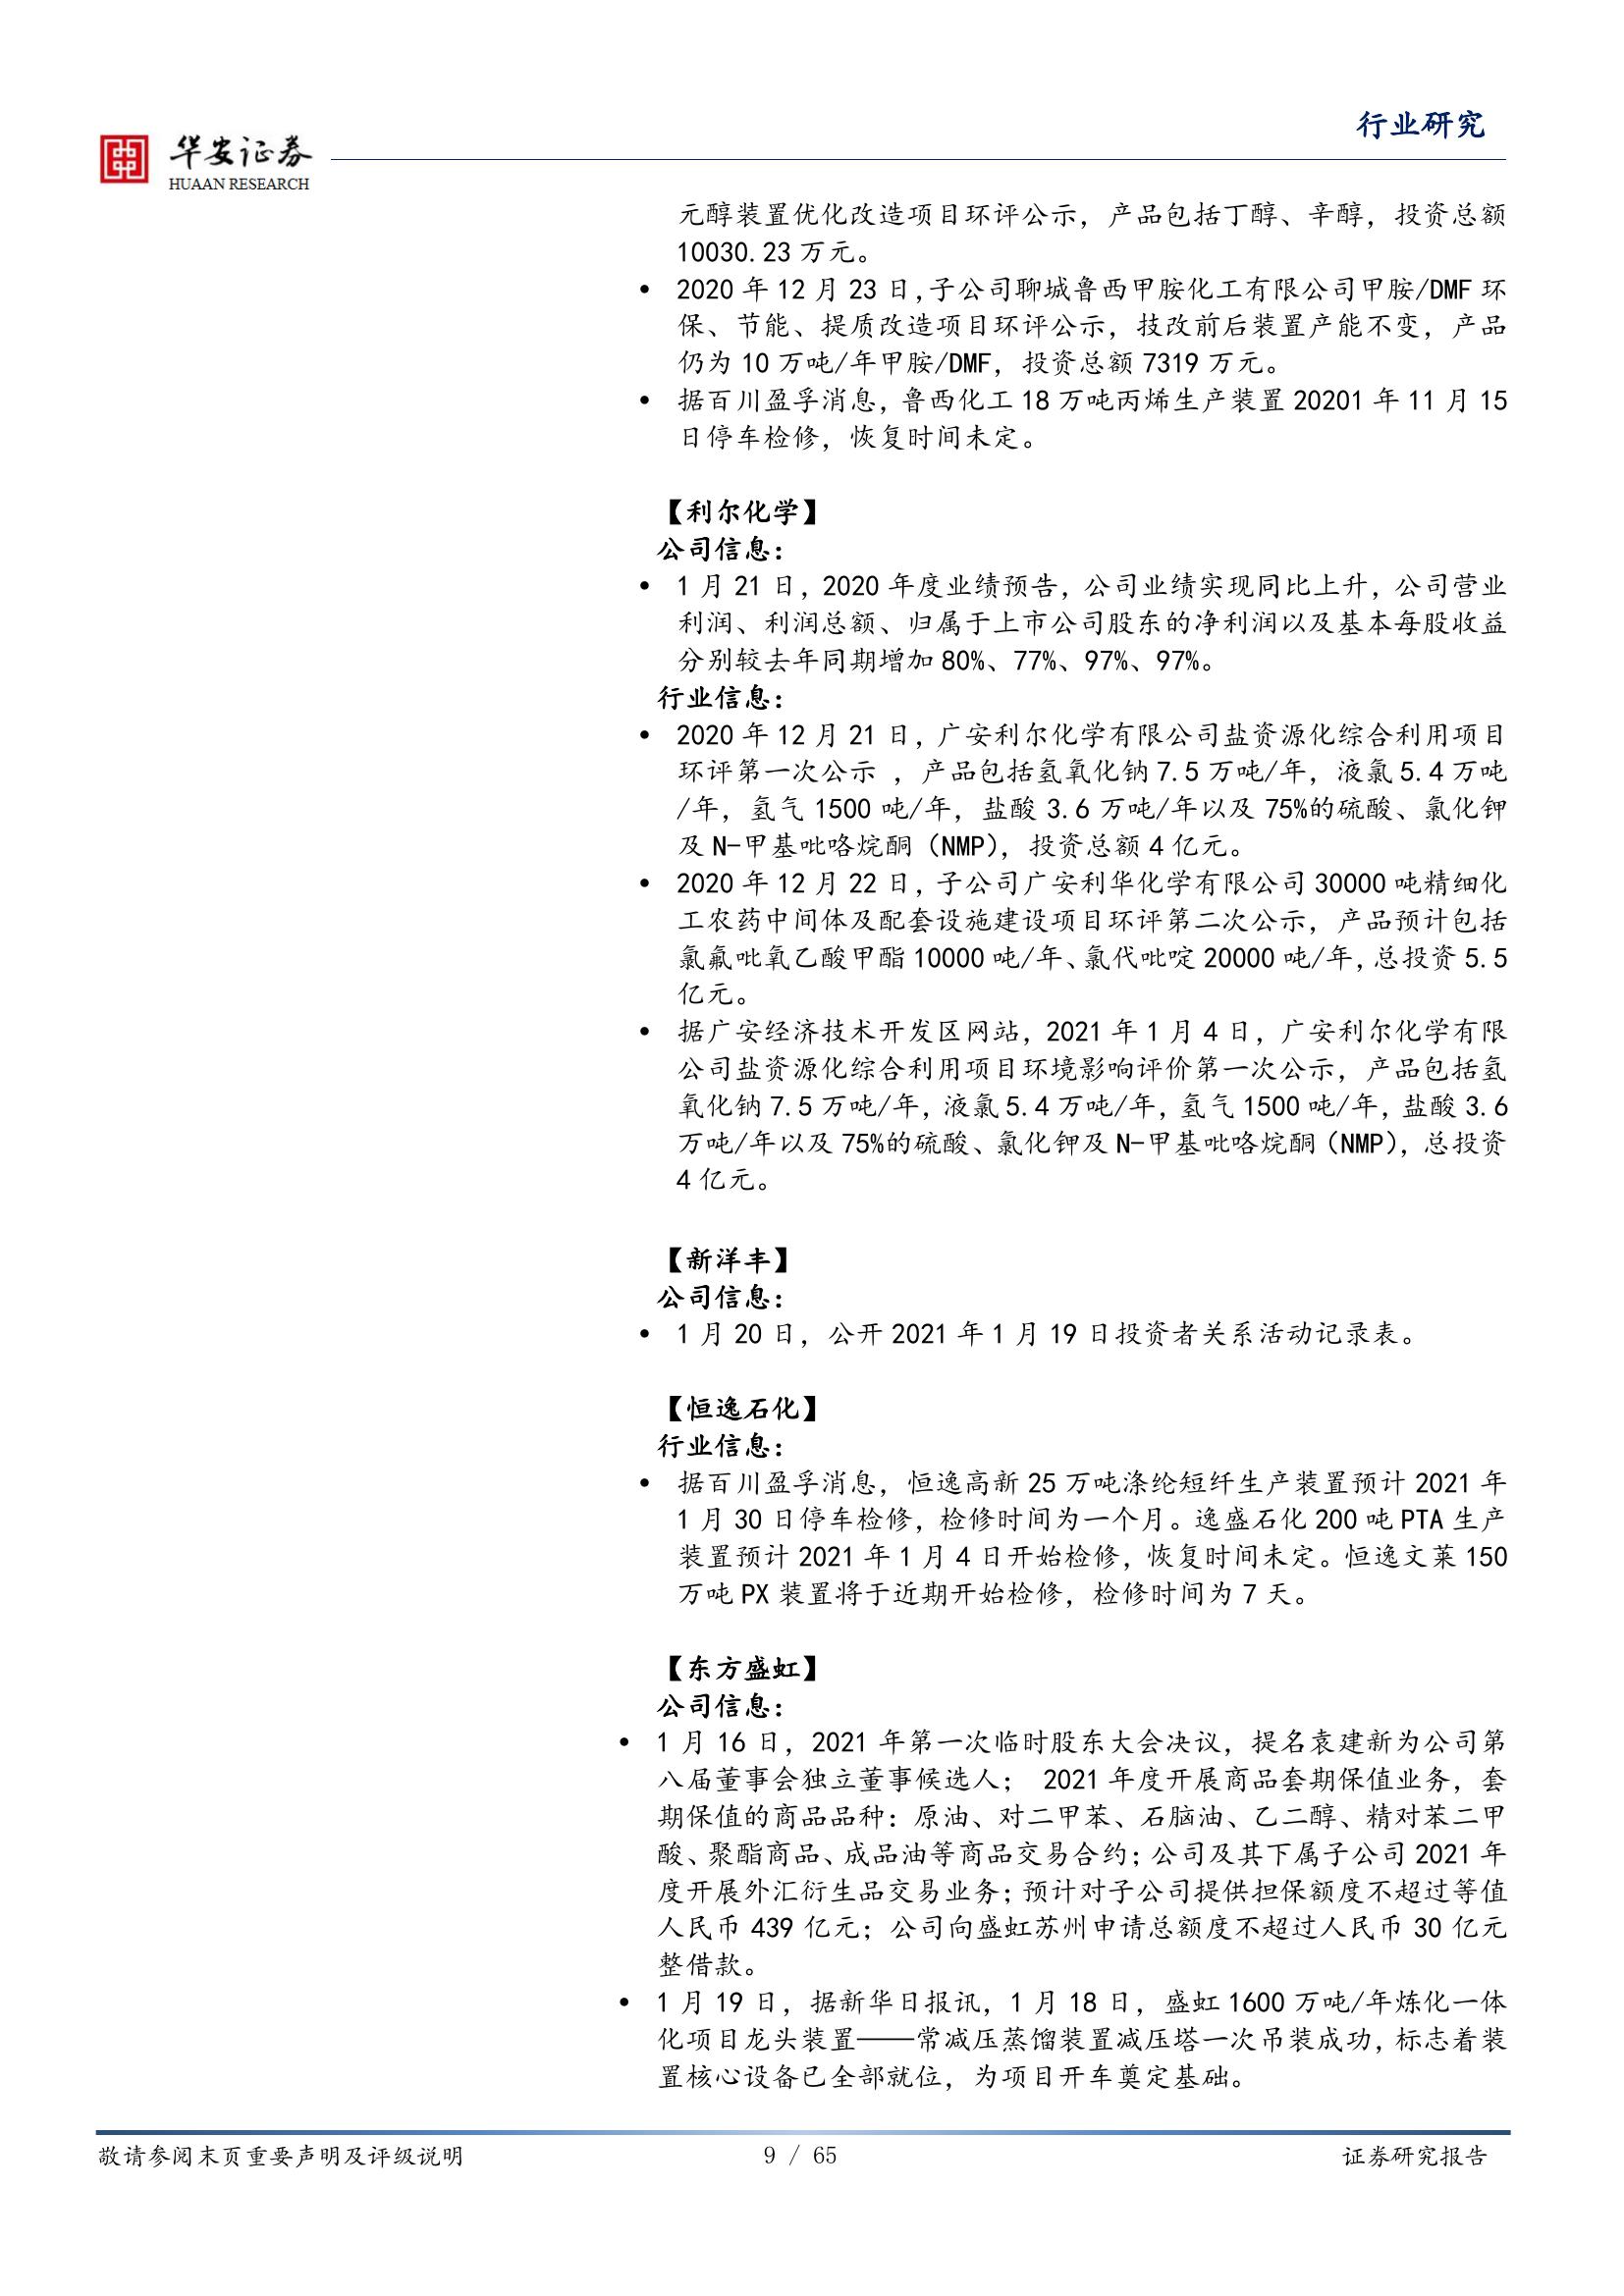 行业研究
华安证券
HUAAN RESEARCH
元醇装置优化改造项目环评公示，产品包括丁醇、辛醇，投资总额
10030.23 万元。
• 2020 年 12 月 23 日，子公司聊城鲁西甲胺化工有限公司甲胺/DMF 环
保、节能、提质改造项目环评公示，技改前后装置产能不变，产品
仍为 10 万吨/年甲胺/DMF，投资总额 7319 万元。
• 据百川盈孚消息，鲁西化工 18 万吨丙烯生产装置 20201 年 11 月 15
日停车检修，恢复时间未定。
【利尔化学】
公司信息：
• 1 月 21 日，2020 年度业绩预告，公司业绩实现同比上升，公司营业
利润、利润总额、归属于上市公司股东的净利润以及基本每股收益
分别较去年同期增加 80%、77%、97%、97%。
行业信息：
• 2020 年 12 月 21 日，广安利尔化学有限公司盐资源化综合利用项目
环评第一次公示 ，产品包括氢氧化钠 7.5 万吨/年，液氯 5.4 万吨
/年，氢气 1500 吨/年，盐酸 3.6 万吨/年以及 75%的硫酸、氯化钾
及 N-甲基吡咯烷酮（NMP），投资总额 4 亿元。
• 2020 年 12 月 22 日，子公司广安利华化学有限公司 30000 吨精细化
工农药中间体及配套设施建设项目环评第二次公示，产品预计包括
氯氟吡氧乙酸甲酯 10000 吨/年、氯代吡啶 20000 吨/年，总投资 5.5
亿元。
• 据广安经济技术开发区网站，2021 年 1 月 4 日，广安利尔化学有限
公司盐资源化综合利用项目环境影响评价第一次公示，产品包括氢
氧化钠 7.5 万吨/年，液氯 5.4 万吨/年，氢气 1500 吨/年，盐酸 3.6
万吨/年以及 75%的硫酸、氯化钾及 N-甲基吡咯烷酮（NMP），总投资
4 亿元。
【新洋丰】
公司信息：
• 1 月 20 日，公开 2021 年 1 月 19 日投资者关系活动记录表。
【恒逸石化】
行业信息：
• 据百川盈孚消息，恒逸高新 25 万吨涤纶短纤生产装置预计 2021 年
1 月 30 日停车检修，检修时间为一个月。逸盛石化 200 吨 PTA 生产
装置预计 2021 年 1 月 4 日开始检修，恢复时间未定。恒逸文莱 150
万吨 PX 装置将于近期开始检修，检修时间为 7 天。
【东方盛虹】
公司信息：
• 1 月 16 日，2021 年第一次临时股东大会决议，提名袁建新为公司第
八届董事会独立董事候选人； 2021 年度开展商品套期保值业务，套
期保值的商品品种：原油、对二甲苯、石脑油、乙二醇、精对苯二甲
酸、聚酯商品、成品油等商品交易合约；公司及其下属子公司 2021 年
度开展外汇衍生品交易业务；预计对子公司提供担保额度不超过等值
人民币 439 亿元；公司向盛虹苏州申请总额度不超过人民币 30 亿元
整借款。
• 1 月 19 日，据新华日报讯，1 月 18 日，盛虹 1600 万吨/年炼化一体
化项目龙头装置——常减压蒸馏装置减压塔一次吊装成功，标志着装
置核心设备已全部就位，为项目开车奠定基础。
敬请参阅末页重要声明及评级说明
9 / 65
证券研究报告